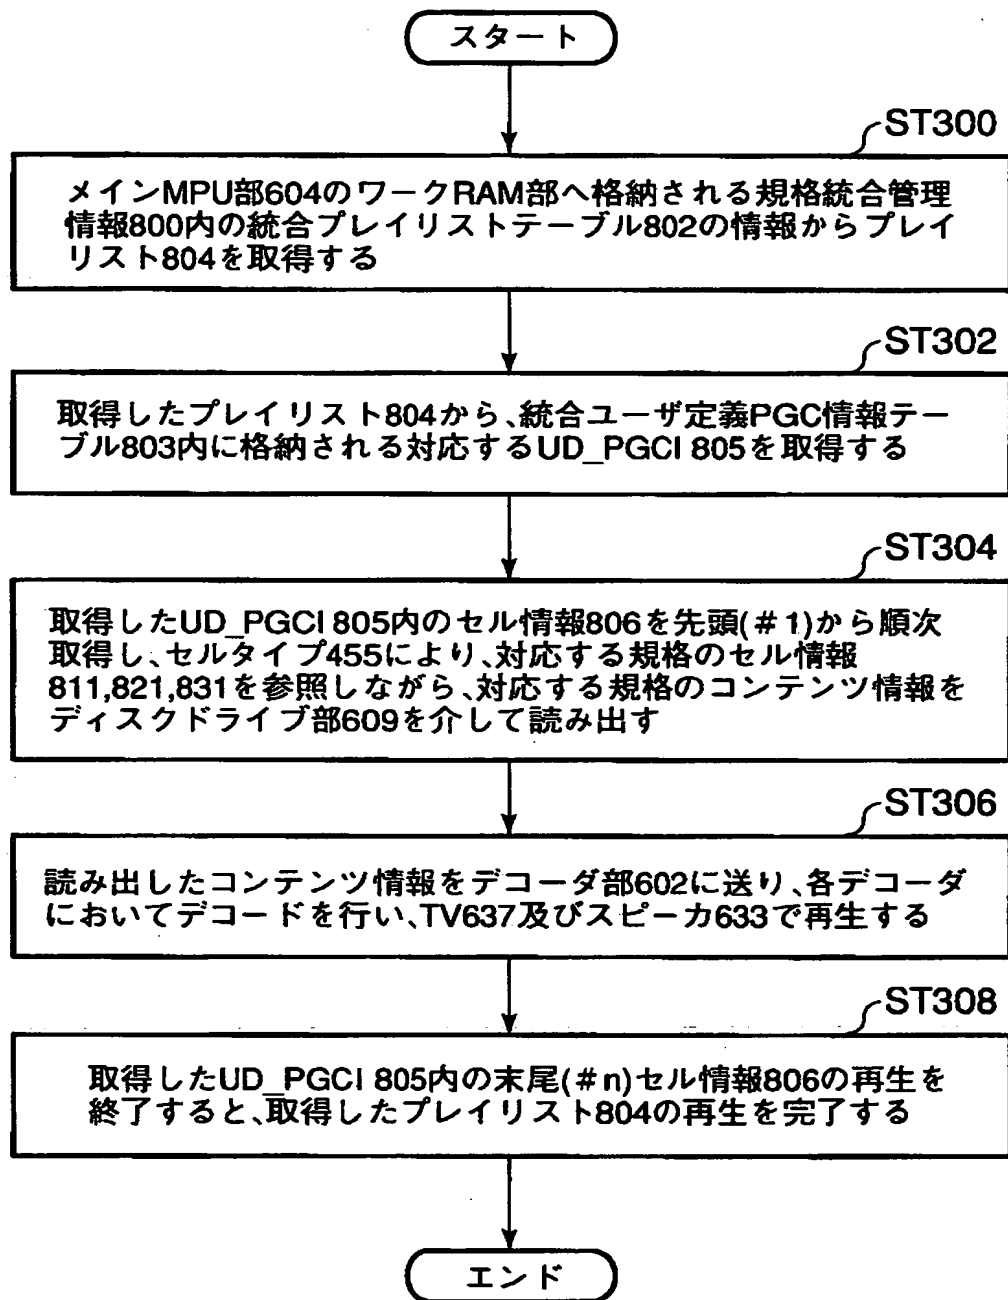 スタート
ST300
メインMPU部604のワークRAM部へ格納される規格統合管理
情報800内の統合プレイリストテーブル802の情報からプレイ
リスト804を取得する
ST302
取得したプレイリスト804から、統合ユーザ定義PGC情報テー
ブル803内に格納される対応するUD_PGCI 805を取得する
ST304
取得したUD_PGCI 805内のセル情報806を先頭(#1)から順次
取得し、セルタイプ455により、対応する規格のセル情報
811,821,831を参照しながら、対応する規格のコンテンツ情報を
ディスクドライブ部609を介して読み出す
ST306
読み出したコンテンツ情報をデコーダ部602に送り、各デコーダ
においてデコードを行い、TV637及びスピーカ633で再生する
ST308
取得したUD_PGCI 805内の末尾(#n)セル情報806の再生を
終了すると、取得したプレイリスト804の再生を完了する
エンド